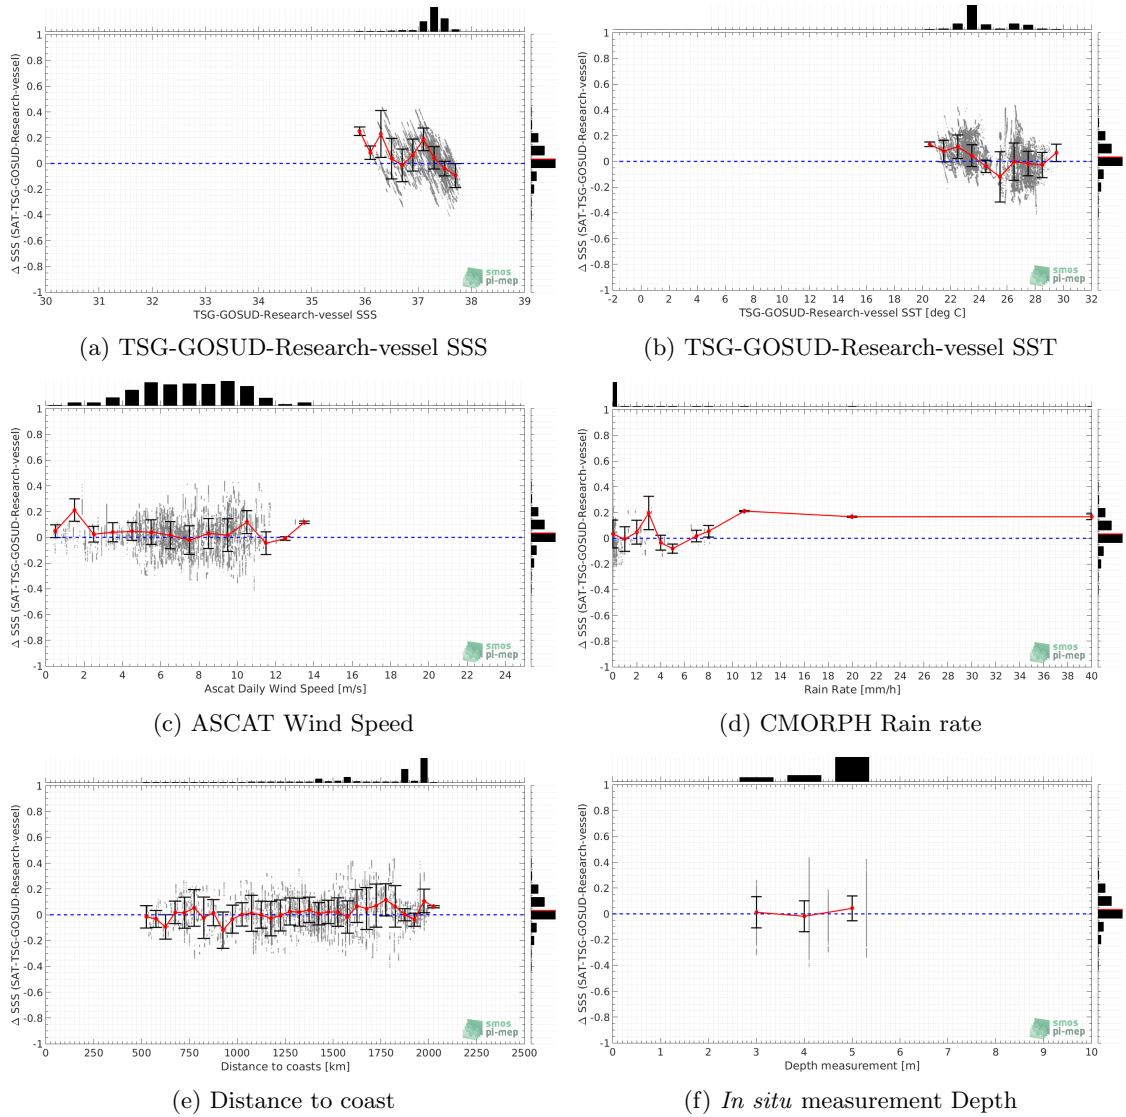 1
0.8
0.6
0.4
0.2
0
-0.2
-0.4
-0.6
-0.8
-1
Δ SSS (SAT-TSG-GOSUD-Research-vessel)
30 31 32 33 34 35 36 37 38 39
TSG-GOSUD-Research-vessel SSS
smos
pi-mep
(a) TSG-GOSUD-Research-vessel SSS
1
0.8
0.6
0.4
0.2
0
-0.2
-0.4
-0.6
-0.8
-1
Δ SSS (SAT-TSG-GOSUD-Research-vessel)
-2 0 2 4 6 8 10 12 14 16 18 20 22 24 26 28 30 32
TSG-GOSUD-Research-vessel SST [deg C]
smos
pi-mep
(b) TSG-GOSUD-Research-vessel SST
1
0.8
0.6
0.4
0.2
0
-0.2
-0.4
-0.6
-0.8
-1
Δ SSS (SAT-TSG-GOSUD-Research-vessel)
0 2 4 6 8 10 12 14 16 18 20 22 24
Ascat Daily Wind Speed [m/s]
smos
pi-mep
(c) ASCAT Wind Speed
1
0.8
0.6
0.4
0.2
0
-0.2
-0.4
-0.6
-0.8
-1
Δ SSS (SAT-TSG-GOSUD-Research-vessel)
0 2 4 6 8 10 12 14 16 18 20 22 24 26 28 30 32 34 36 38 40
Rain Rate [mm/h]
smos
pi-mep
(d) CMORPH Rain rate
1
0.8
0.6
0.4
0.2
0
-0.2
-0.4
-0.6
-0.8
-1
Δ SSS (SAT-TSG-GOSUD-Research-vessel)
0 250 500 750 1000 1250 1500 1750 2000 2250 2500
Distance to coasts [km]
smos
pi-mep
(e) Distance to coast
1
0.8
0.6
0.4
0.2
0
-0.2
-0.4
-0.6
-0.8
-1
Δ SSS (SAT-TSG-GOSUD-Research-vessel)
0 1 2 3 4 5 6 7 8 9 10
Depth measurement [m]
smos
pi-mep
(f) In situ measurement Depth